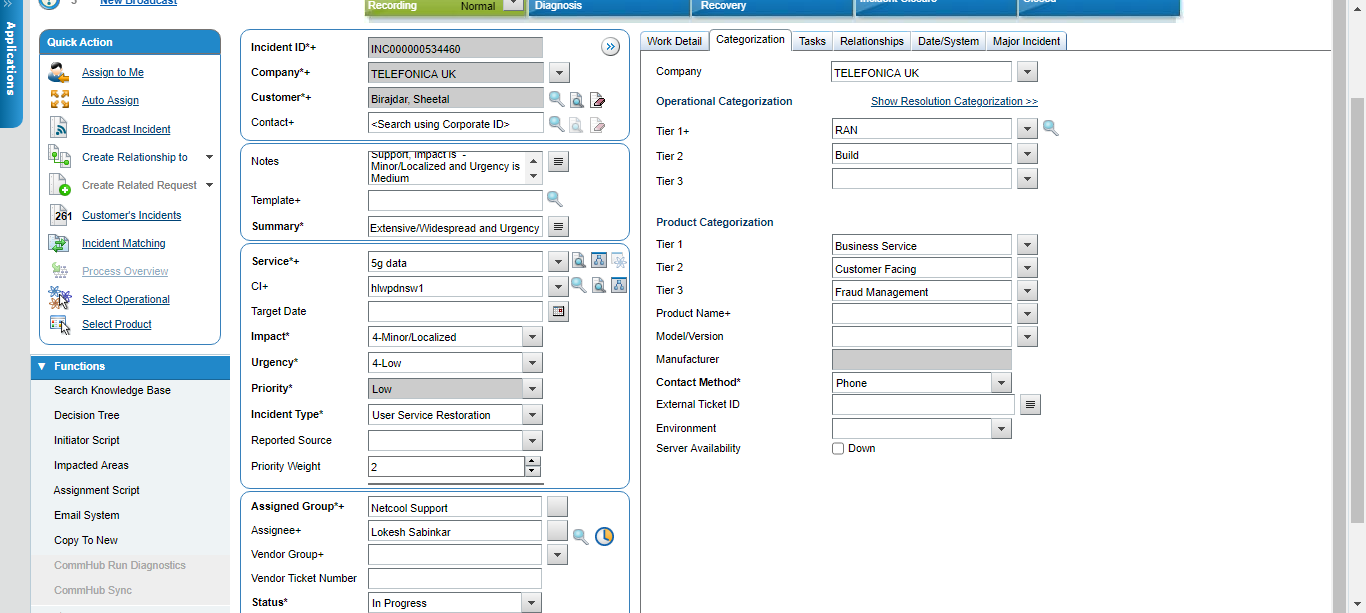 New Broadcast
Recording
Normal
Diagnosis
Recovery
Applications
Quick Action
Assign to Me
Auto Assign
Broadcast Incident
Create Relationship to
Create Related Request
261
Customer's Incidents
Incident Matching
Process Overview
Select Operational
Select Product
Functions
Search Knowledge Base
Decision Tree
Initiator Script
Impacted Areas
Assignment Script
Email System
Copy To New
CommHub Run Diagnostics
CommHub Sync
Incident ID*+ INC000000534460
Company*+ TELEFONICA UK
Customer*+ Birajdar, Sheetal
Contact+ <Search using Corporate ID>
Notes
Support, Impact is -
Minor/Localized and Urgency is
Medium
Template+
Summary* Extensive/Widespread and Urgency
Service*+ 5g data
CI+ hlwpdnsw1
Target Date
Impact* 4-Minor/Localized
Urgency* 4-Low
Priority* Low
Incident Type* User Service Restoration
Reported Source
Priority Weight 2
Assigned Group*+ Netcool Support
Assignee+ Lokesh Sabinkar
Vendor Group+
Vendor Ticket Number
Status* In Progress
Work Detail Categorization Tasks Relationships Date/System Major Incident
Company TELEFONICA UK
Operational Categorization Show Resolution Categorization >>
Tier 1+ RAN
Tier 2 Build
Tier 3
Product Categorization
Tier 1 Business Service
Tier 2 Customer Facing
Tier 3 Fraud Management
Product Name+
Model/Version
Manufacturer
Contact Method* Phone
External Ticket ID
Environment
Server Availability Down